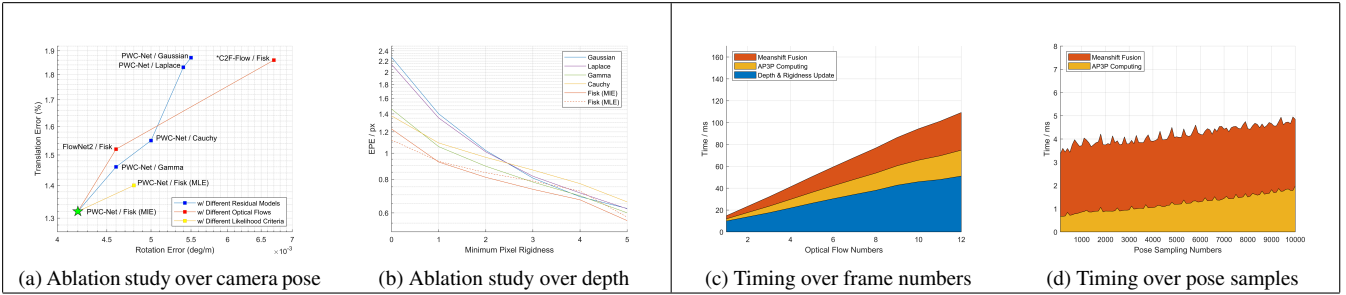 1.9
1.8
1.7
1.6
1.5
1.4
1.3
Translation Error (%)
PWC-Net / Gaussian
PWC-Net / Laplace
*C2F-Flow / Fisk
PWC-Net / Cauchy
FlowNet2 / Fisk
PWC-Net / Gamma
PWC-Net / Fisk (MLE)
PWC-Net / Fisk (MIE)
w/ Different Residual Models
w/ Different Optical Flows
w/ Different Likelihood Criteria
4 5 6 7
×10⁻³
Rotation Error (deg/m)
(a) Ablation study over camera pose
2.4
2.2
2
1.8
1.6
1.4
1.2
1
0.8
0.6
EPE / px
Gaussian
Laplace
Gamma
Cauchy
Fisk (MIE)
Fisk (MLE)
0 1 2 3 4 5
Minimum Pixel Rigidness
(b) Ablation study over depth
160
140
120
100
80
60
40
20
0
Time / ms
Meanshift Fusion
AP3P Computing
Depth & Rigidness Update
2 4 6 8 10 12
Optical Flow Numbers
(c) Timing over frame numbers
8
7
6
5
4
3
2
1
0
Time / ms
Meanshift Fusion
AP3P Computing
1000 2000 3000 4000 5000 6000 7000 8000 9000 10000
Pose Sampling Numbers
(d) Timing over pose samples